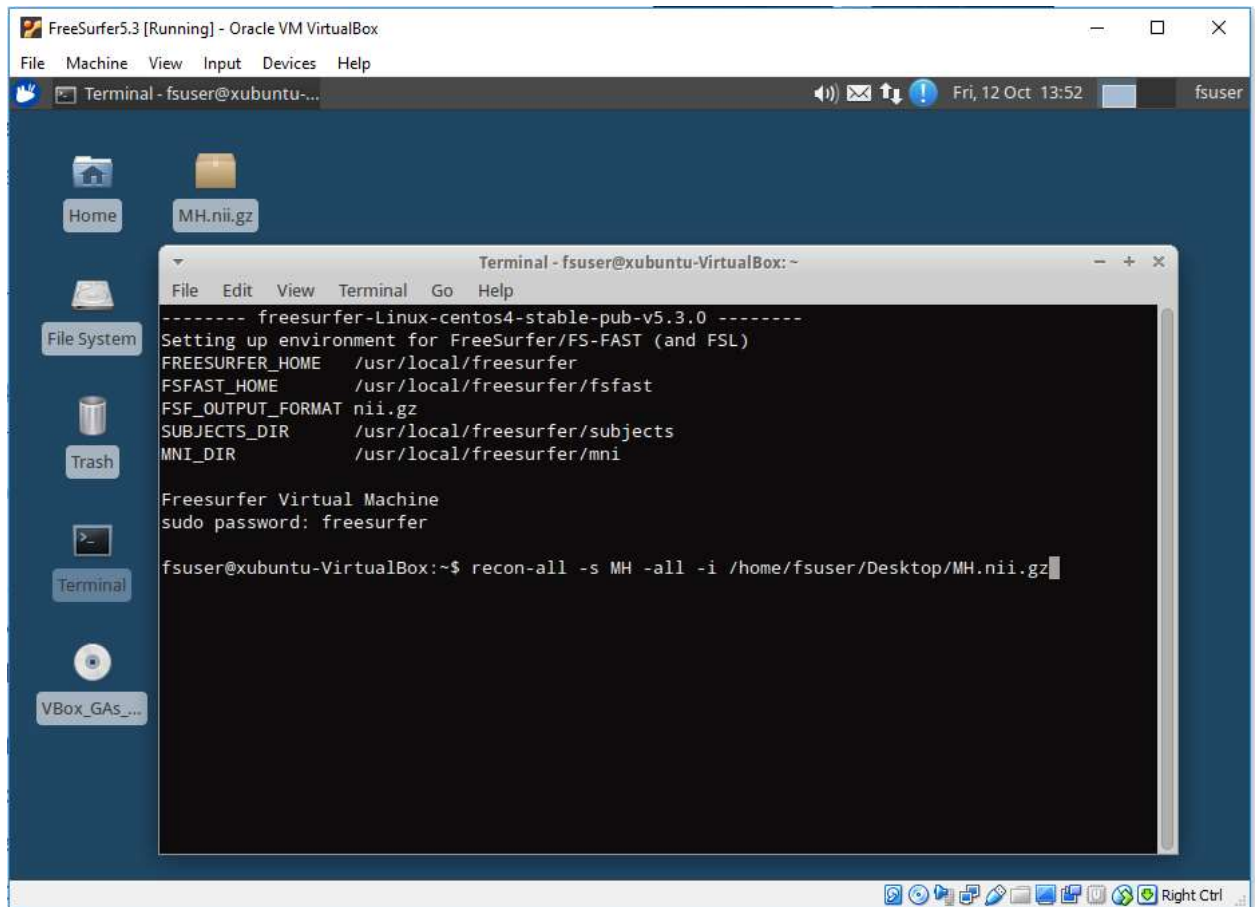 FreeSurfer5.3 [Running] - Oracle VM VirtualBox
File Machine View Input Devices Help
Terminal - fsuser@xubuntu-...
Fri, 12 Oct 13:52
fsuser
Home
MH.nii.gz
File System
Trash
Terminal
VBox_GAs_...
Terminal - fsuser@xubuntu-VirtualBox: ~
File Edit View Terminal Go Help
-------- freesurfer-Linux-centos4-stable-pub-v5.3.0 --------
Setting up environment for FreeSurfer/FS-FAST (and FSL)
FREESURFER_HOME /usr/local/freesurfer
FSFAST_HOME /usr/local/freesurfer/fsfast
FSF_OUTPUT_FORMAT nii.gz
SUBJECTS_DIR /usr/local/freesurfer/subjects
MNI_DIR /usr/local/freesurfer/mni
Freesurfer Virtual Machine
sudo password: freesurfer
fsuser@xubuntu-VirtualBox:~$ recon-all -s MH -all -i /home/fsuser/Desktop/MH.nii.gz
Right Ctrl